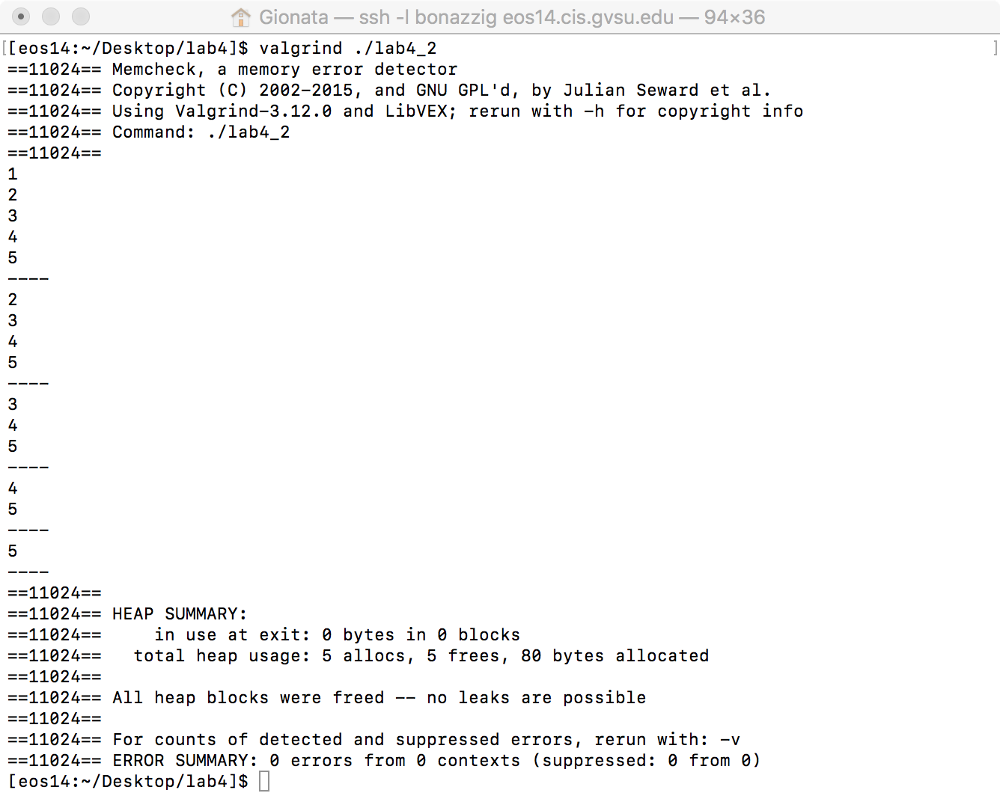 Gionata — ssh -l bonazzig eos14.cis.gvsu.edu — 94×36
[[eos14:~/Desktop/lab4]$ valgrind ./lab4_2 ]
==11024== Memcheck, a memory error detector
==11024== Copyright (C) 2002-2015, and GNU GPL'd, by Julian Seward et al.
==11024== Using Valgrind-3.12.0 and LibVEX; rerun with -h for copyright info
==11024== Command: ./lab4_2
==11024==
1
2
3
4
5
----
2
3
4
5
----
3
4
5
----
4
5
----
5
----
==11024==
==11024== HEAP SUMMARY:
==11024==     in use at exit: 0 bytes in 0 blocks
==11024==   total heap usage: 5 allocs, 5 frees, 80 bytes allocated
==11024==
==11024== All heap blocks were freed -- no leaks are possible
==11024==
==11024== For counts of detected and suppressed errors, rerun with: -v
==11024== ERROR SUMMARY: 0 errors from 0 contexts (suppressed: 0 from 0)
[eos14:~/Desktop/lab4]$